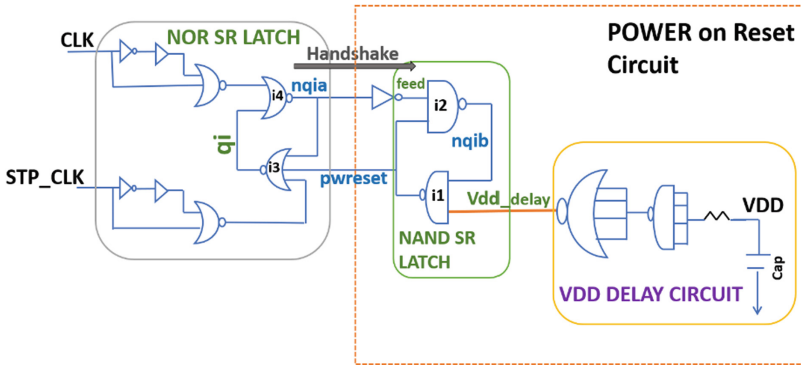 POWER on Reset
Circuit
CLK
NOR SR LATCH
Handshake
i4
nqia
feed
i2
qi
nqib
i3
STP_CLK
pwreset
i1
Vdd_delay
VDD
NAND SR
LATCH
Cap
VDD DELAY CIRCUIT